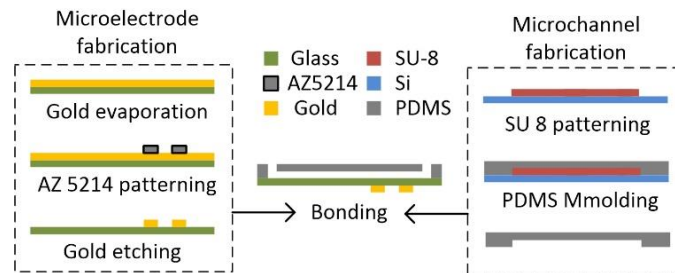 Microelectrode
fabrication
Gold evaporation
AZ 5214 patterning
Gold etching
Glass
AZ5214
Gold
SU-8
Si
PDMS
Bonding
Microchannel
fabrication
SU 8 patterning
PDMS Mmolding